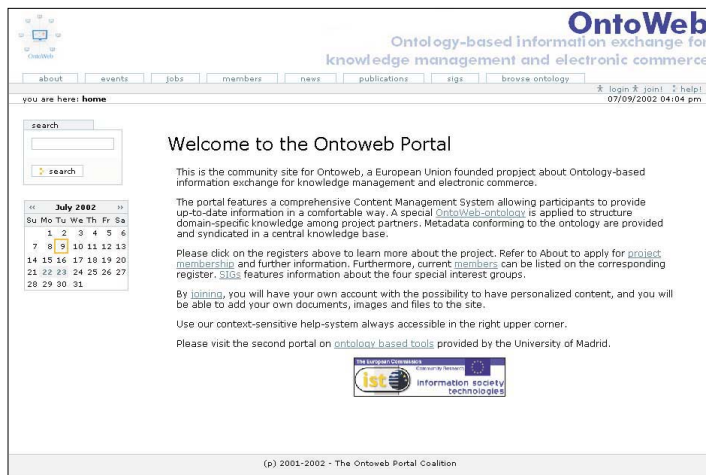 OntoWeb
OntoWeb
Ontology-based information exchange for
knowledge management and electronic commerce
about events jobs members news publications sigs browse ontology
login join! help!
you are here: home 07/09/2002 04:04 pm
search
search
Welcome to the Ontoweb Portal
This is the community site for Ontoweb, a European Union founded propject about Ontology-based
information exchange for knowledge management and electronic commerce.
The portal features a comprehensive Content Management System allowing participants to provide
up-to-date information in a comfortable way. A special OntoWeb-ontology is applied to structure
domain-specific knowledge among project partners. Metadata conforming to the ontology are provided
and syndicated in a central knowledge base.
Please click on the registers above to learn more about the project. Refer to About to apply for project
membership and further information. Furthermore, current members can be listed on the corresponding
register. SIGs features information about the four special interest groups.
By joining, you will have your own account with the possibility to have personalized content, and you will
be able to add your own documents, images and files to the site.
Use our context-sensitive help-system always accessible in the right upper corner.
Please visit the second portal on ontology based tools provided by the University of Madrid.
‹‹ July 2002 ››
Su Mo Tu We Th Fr Sa
1 2 3 4 5 6
7 8 9 10 11 12 13
14 15 16 17 18 19 20
21 22 23 24 25 26 27
28 29 30 31
The European Commission
Community Research
ist
information society
technologies
(p) 2001-2002 - The Ontoweb Portal Coalition